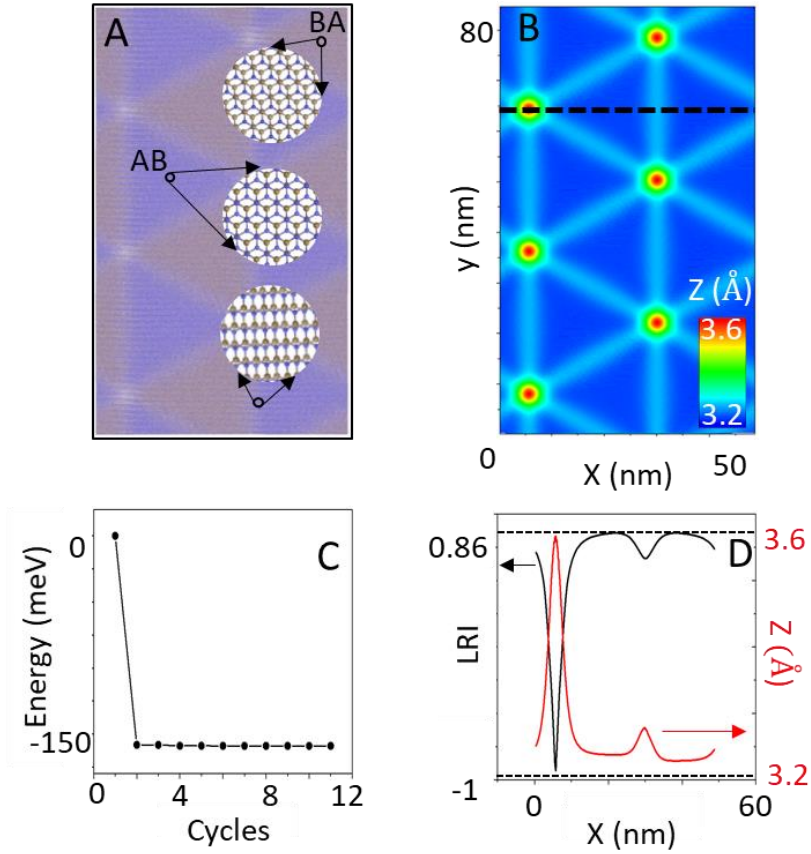 A
BA
AB
B
80
y (nm)
Z (Å)
3.6
3.2
0
50
X (nm)
C
0
-150
Energy (meV)
0
4
8
12
Cycles
D
0.86
-1
LRI
3.6
3.2
Z (Å)
0
60
X (nm)